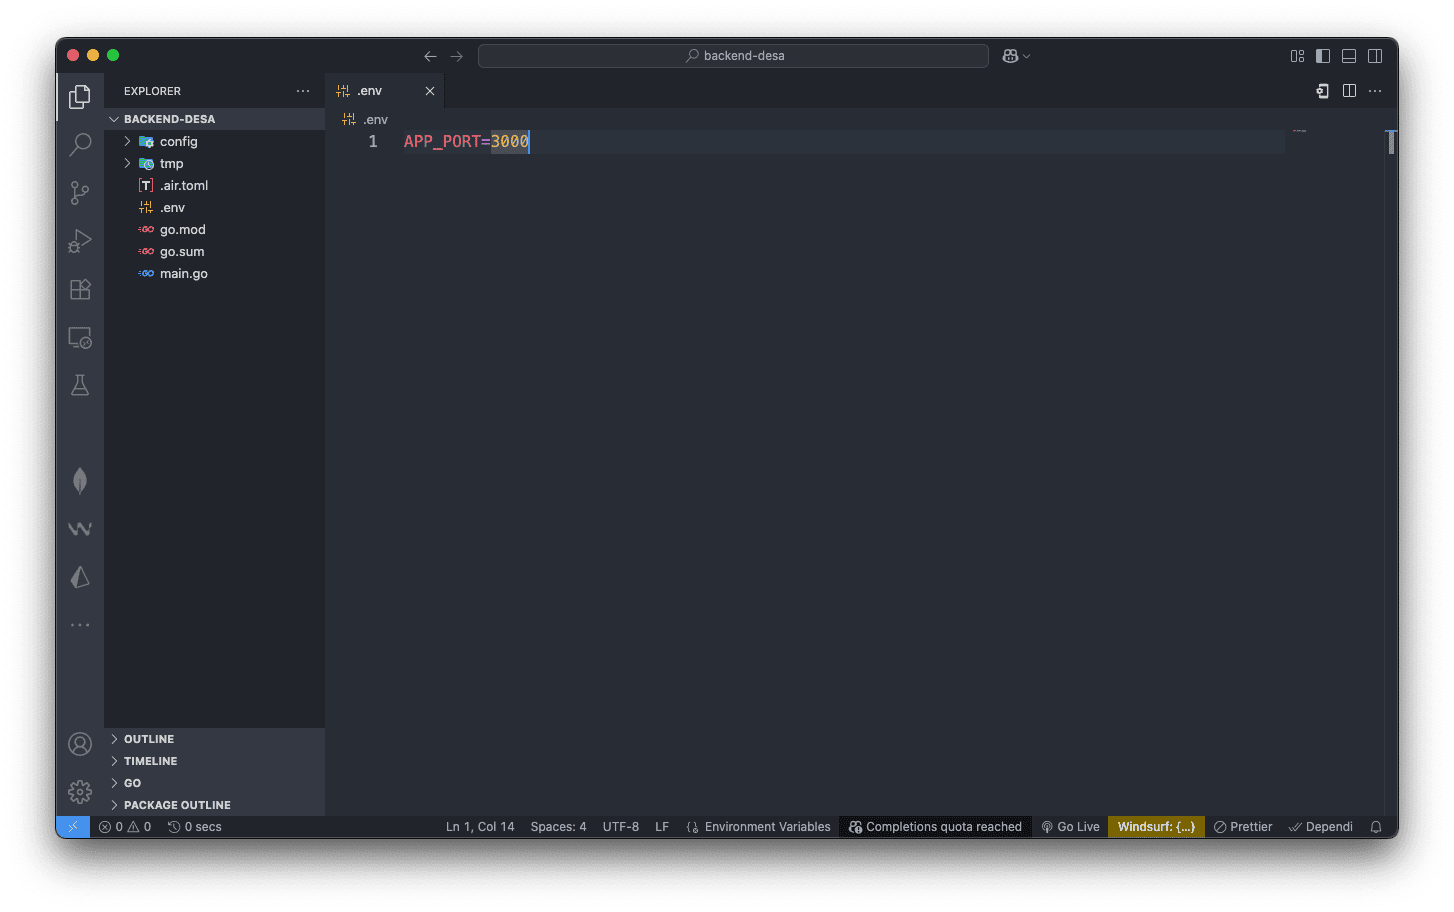 backend-desa
EXPLORER
.env
BACKEND-DESA
.env
config
1 APP_PORT=3000
tmp
.air.toml
.env
go.mod
go.sum
main.go
OUTLINE
TIMELINE
GO
PACKAGE OUTLINE
0 0 0 secs Ln 1, Col 14 Spaces: 4 UTF-8 LF Environment Variables Completions quota reached Go Live Windsurf: {...} Prettier Dependi